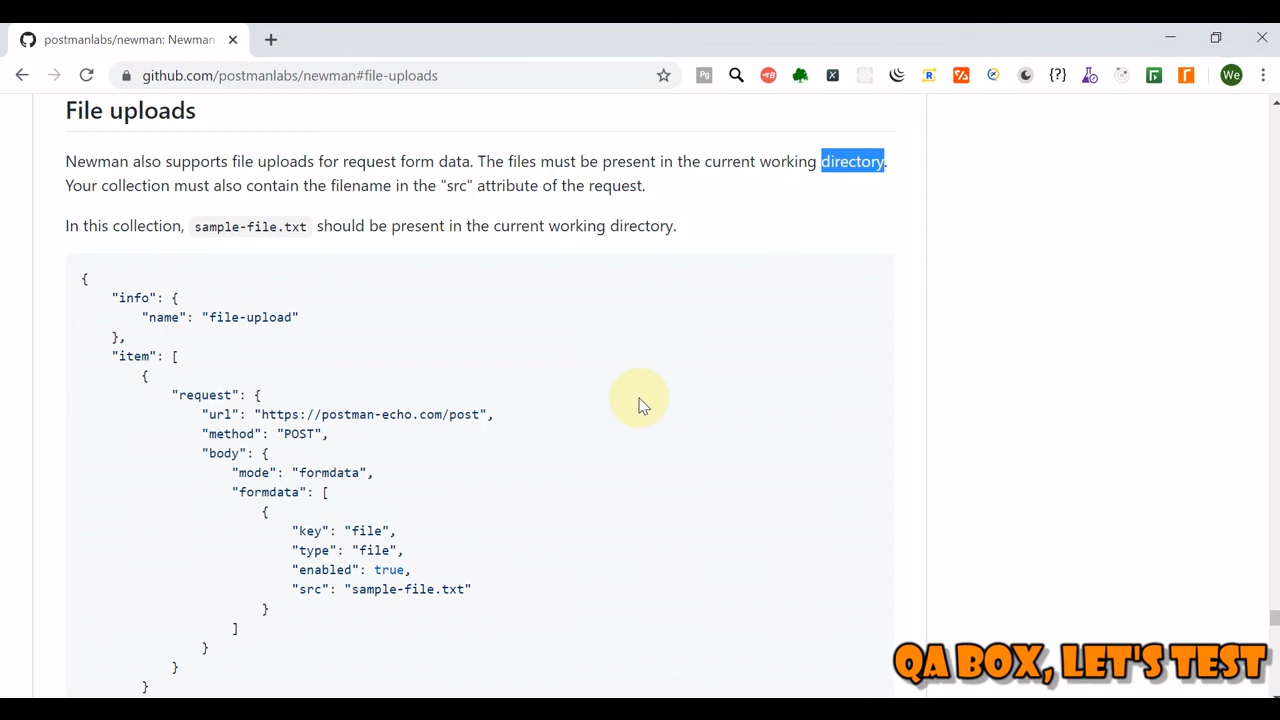 postmanlabs/newman: Newman
github.com/postmanlabs/newman#file-uploads
Pg
We
File uploads
Newman also supports file uploads for request form data. The files must be present in the current working directory.
Your collection must also contain the filename in the "src" attribute of the request.
In this collection, sample-file.txt should be present in the current working directory.
{
"info": {
"name": "file-upload"
},
"item": [
{
"request": {
"url": "https://postman-echo.com/post",
"method": "POST",
"body": {
"mode": "formdata",
"formdata": [
{
"key": "file",
"type": "file",
"enabled": true,
"src": "sample-file.txt"
}
]
}
}
}
QA BOX, LET'S TEST